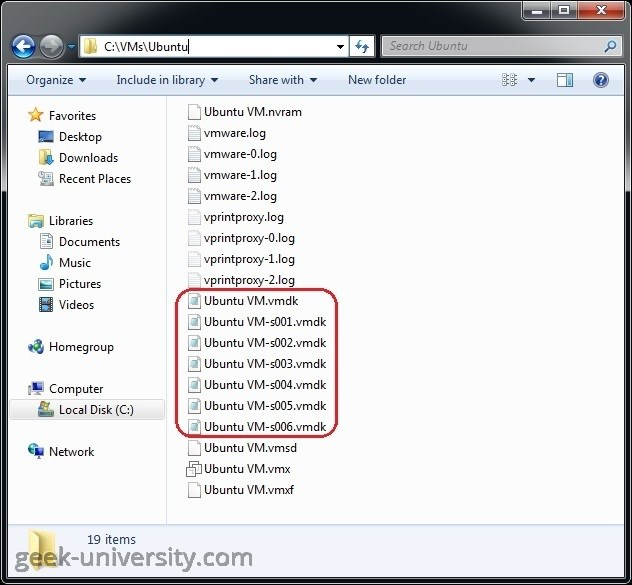 C:\VMs\Ubuntu
Search Ubuntu
Organize Include in library Share with New folder
Favorites
Desktop
Downloads
Recent Places
Libraries
Documents
Music
Pictures
Videos
Homegroup
Computer
Local Disk (C:)
Network
Ubuntu VM.nvram
vmware.log
vmware-0.log
vmware-1.log
vmware-2.log
vprintproxy.log
vprintproxy-0.log
vprintproxy-1.log
vprintproxy-2.log
Ubuntu VM.vmdk
Ubuntu VM-s001.vmdk
Ubuntu VM-s002.vmdk
Ubuntu VM-s003.vmdk
Ubuntu VM-s004.vmdk
Ubuntu VM-s005.vmdk
Ubuntu VM-s006.vmdk
Ubuntu VM.vmsd
Ubuntu VM.vmx
Ubuntu VM.vmxf
19 items
geek-university.com